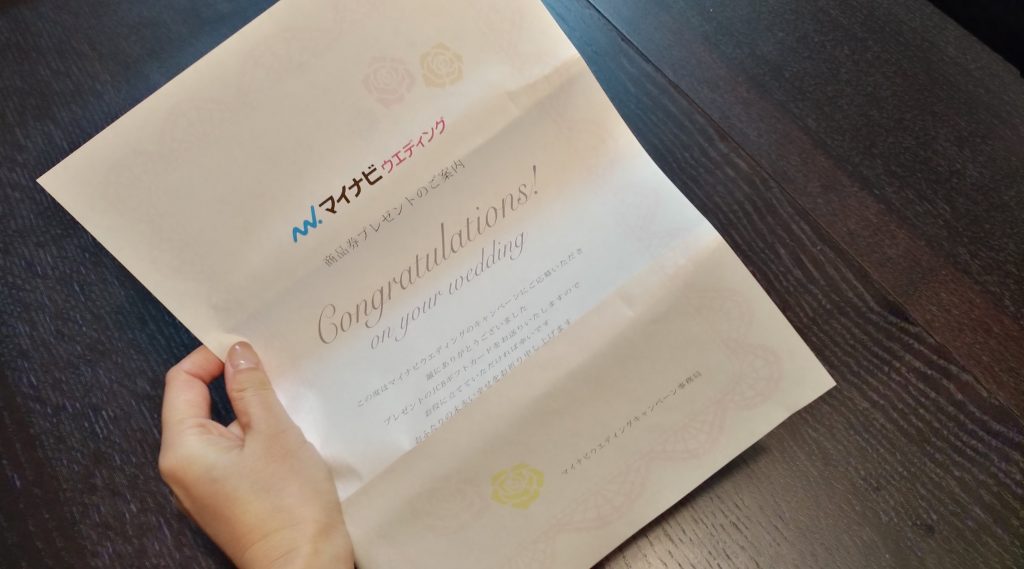 マイナビウエディング
商品券プレゼントのご案内
Congratulations!
on your wedding
この度はマイナビウエディングのキャンペーンにご応募いただき
誠にありがとうございました
プレゼントのJCBギフトカードをお送りいたしますので
お役に立てていただければ幸いです
おふたりの末永い幸せをお祈り申し上げます
マイナビウエディングキャンペーン事務局